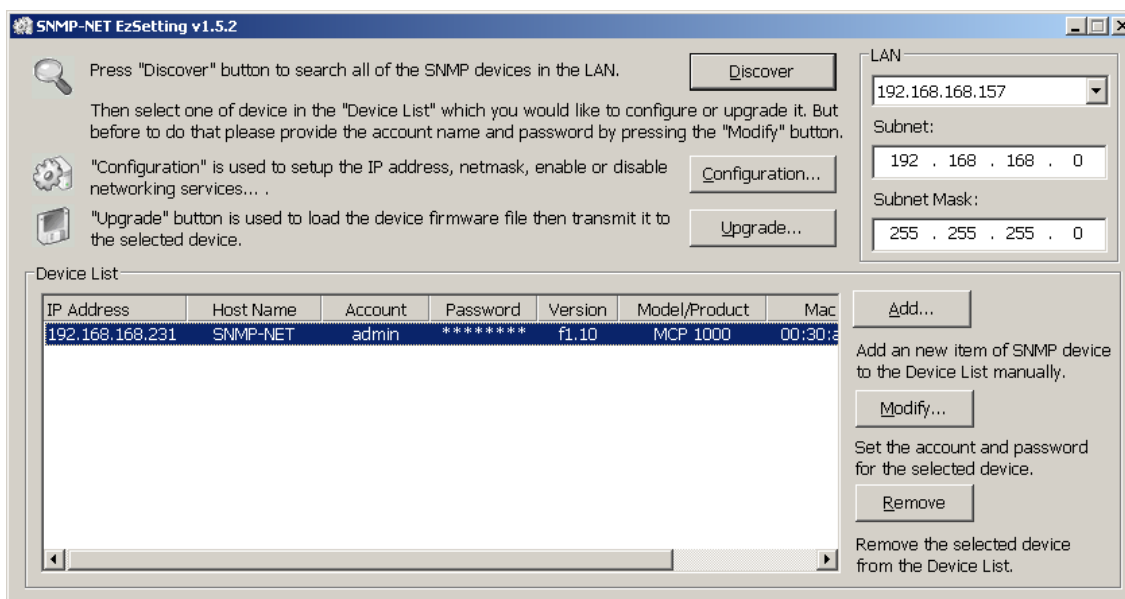 SNMP-NET EzSetting v1.5.2
Press "Discover" button to search all of the SNMP devices in the LAN.
Discover
Then select one of device in the "Device List" which you would like to configure or upgrade it. But
before to do that please provide the account name and password by pressing the "Modify" button.
"Configuration" is used to setup the IP address, netmask, enable or disable
networking services... .
Configuration...
"Upgrade" button is used to load the device firmware file then transmit it to
the selected device.
Upgrade...
LAN
192.168.168.157
Subnet:
192 . 168 . 168 . 0
Subnet Mask:
255 . 255 . 255 . 0
Device List
IP Address Host Name Account Password Version Model/Product Mac
192.168.168.231 SNMP-NET admin ******** f1.10 MCP 1000 00:30:a
Add...
Add an new item of SNMP device
to the Device List manually.
Modify...
Set the account and password
for the selected device.
Remove
Remove the selected device
from the Device List.